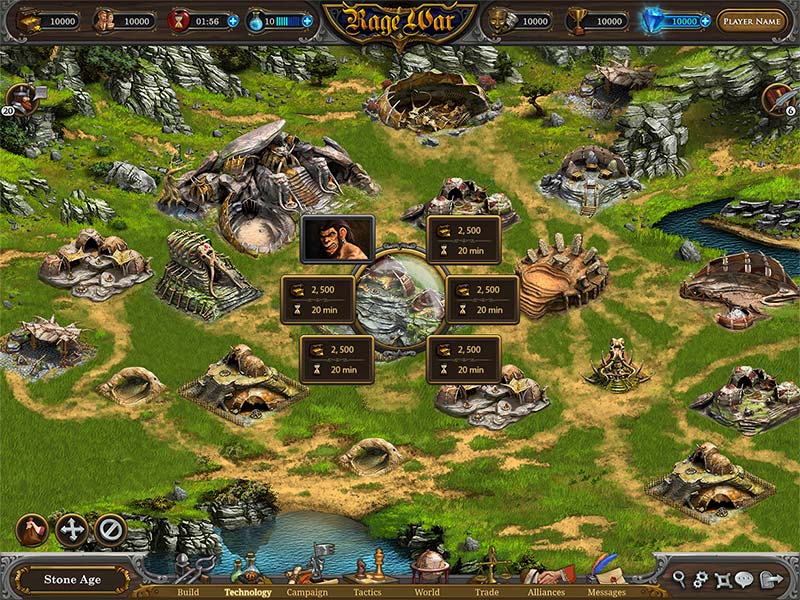 10000
10000
01:56
10
Rage War
10000
10000
10000
Player Name
20
6
2,500
20 min
2,500
20 min
2,500
20 min
2,500
20 min
2,500
20 min
Stone Age
Build
Technology
Campaign
Tactics
World
Trade
Alliances
Messages